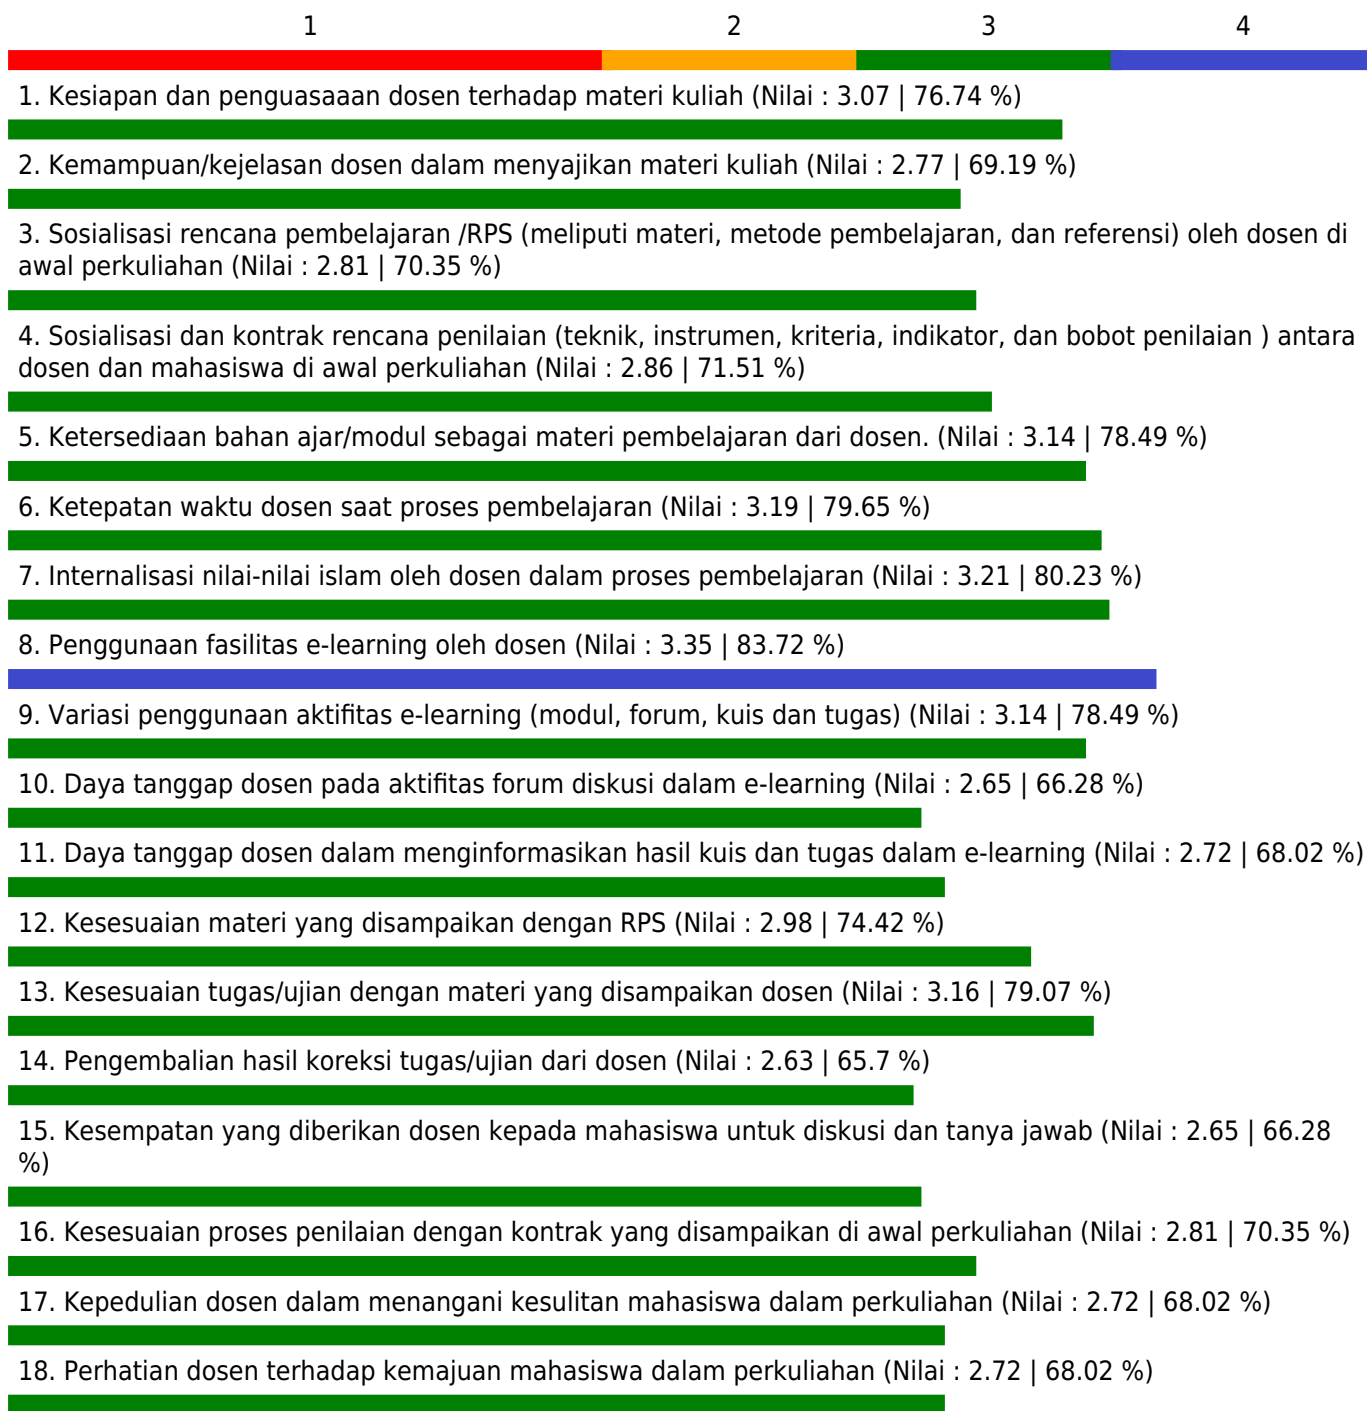 1 2 3 4
1. Kesiapan dan penguasaaan dosen terhadap materi kuliah (Nilai : 3.07 | 76.74 %)
2. Kemampuan/kejelasan dosen dalam menyajikan materi kuliah (Nilai : 2.77 | 69.19 %)
3. Sosialisasi rencana pembelajaran /RPS (meliputi materi, metode pembelajaran, dan referensi) oleh dosen di
awal perkuliahan (Nilai : 2.81 | 70.35 %)
4. Sosialisasi dan kontrak rencana penilaian (teknik, instrumen, kriteria, indikator, dan bobot penilaian ) antara
dosen dan mahasiswa di awal perkuliahan (Nilai : 2.86 | 71.51 %)
5. Ketersediaan bahan ajar/modul sebagai materi pembelajaran dari dosen. (Nilai : 3.14 | 78.49 %)
6. Ketepatan waktu dosen saat proses pembelajaran (Nilai : 3.19 | 79.65 %)
7. Internalisasi nilai-nilai islam oleh dosen dalam proses pembelajaran (Nilai : 3.21 | 80.23 %)
8. Penggunaan fasilitas e-learning oleh dosen (Nilai : 3.35 | 83.72 %)
9. Variasi penggunaan aktifitas e-learning (modul, forum, kuis dan tugas) (Nilai : 3.14 | 78.49 %)
10. Daya tanggap dosen pada aktifitas forum diskusi dalam e-learning (Nilai : 2.65 | 66.28 %)
11. Daya tanggap dosen dalam menginformasikan hasil kuis dan tugas dalam e-learning (Nilai : 2.72 | 68.02 %)
12. Kesesuaian materi yang disampaikan dengan RPS (Nilai : 2.98 | 74.42 %)
13. Kesesuaian tugas/ujian dengan materi yang disampaikan dosen (Nilai : 3.16 | 79.07 %)
14. Pengembalian hasil koreksi tugas/ujian dari dosen (Nilai : 2.63 | 65.7 %)
15. Kesempatan yang diberikan dosen kepada mahasiswa untuk diskusi dan tanya jawab (Nilai : 2.65 | 66.28
%)
16. Kesesuaian proses penilaian dengan kontrak yang disampaikan di awal perkuliahan (Nilai : 2.81 | 70.35 %)
17. Kepedulian dosen dalam menangani kesulitan mahasiswa dalam perkuliahan (Nilai : 2.72 | 68.02 %)
18. Perhatian dosen terhadap kemajuan mahasiswa dalam perkuliahan (Nilai : 2.72 | 68.02 %)